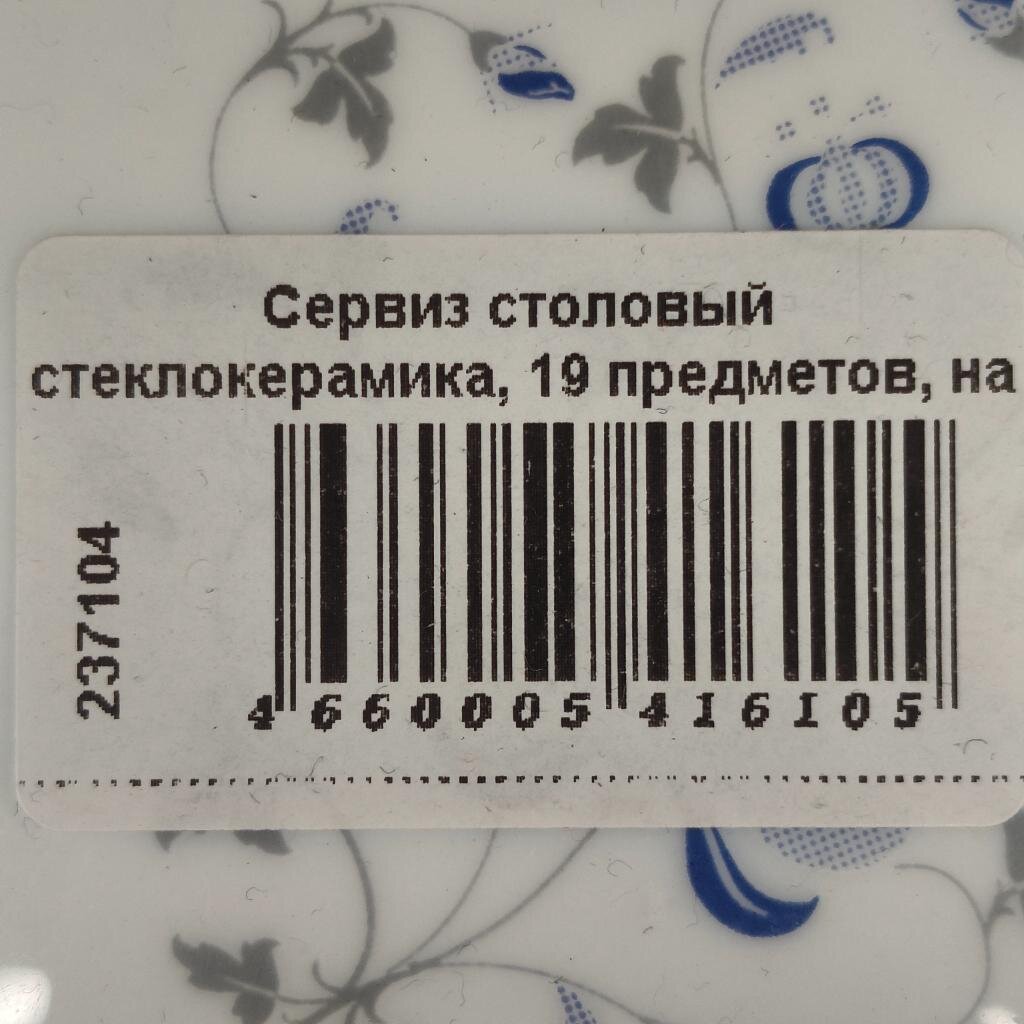 Сервиз столовый
стеклокерамика, 19 предметов, на
237104
4 660005 416105